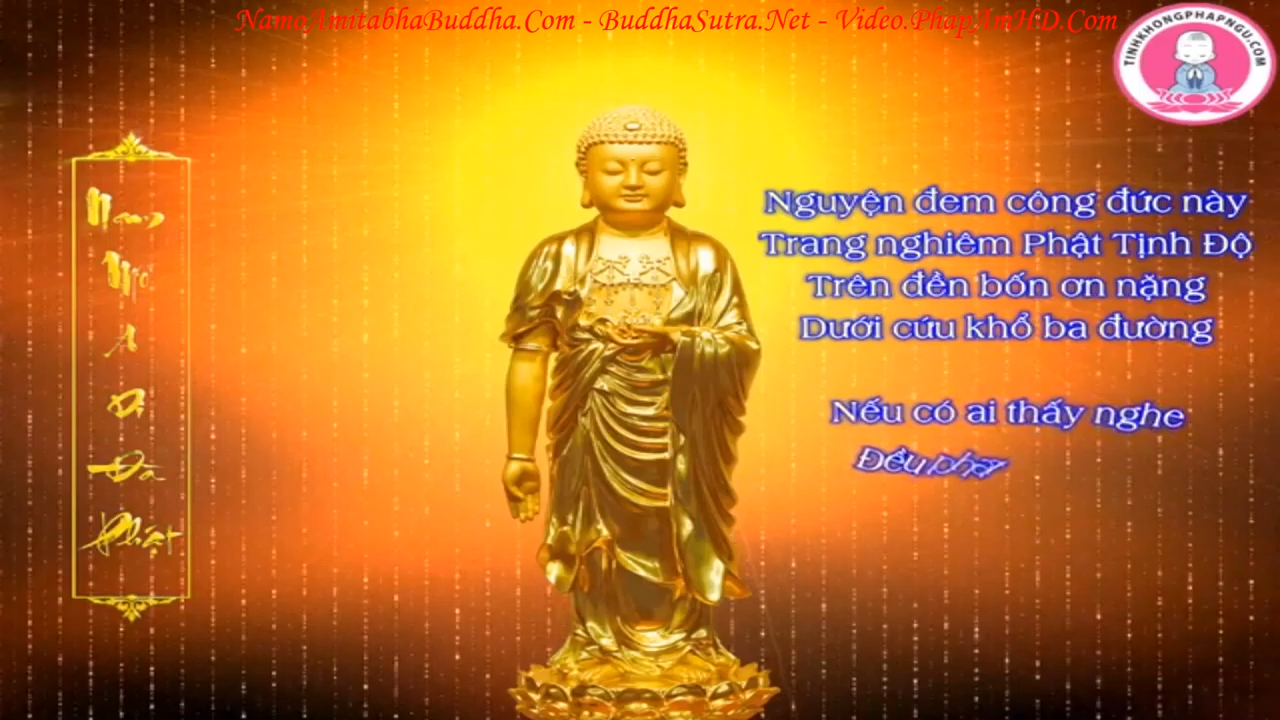 NamoAmitabhaBuddha.Com - BuddhaSutra.Net - Video.PhapAmHD.Com
TINHKHONGPHAPNGU.COM
Nam
Mô
A
Di
Đà
Phật
Nguyện đem công đức này
Trang nghiêm Phật Tịnh Độ
Trên đền bốn ơn nặng
Dưới cứu khổ ba đường
Nếu có ai thấy nghe
Đều